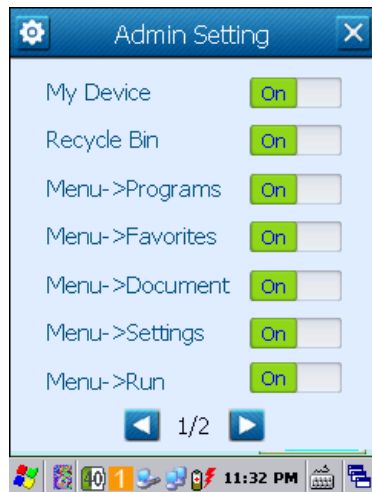 Admin Setting
My Device On
Recycle Bin On
Menu->Programs On
Menu->Favorites On
Menu->Document On
Menu->Settings On
Menu->Run On
1/2
40 1 11:32 PM